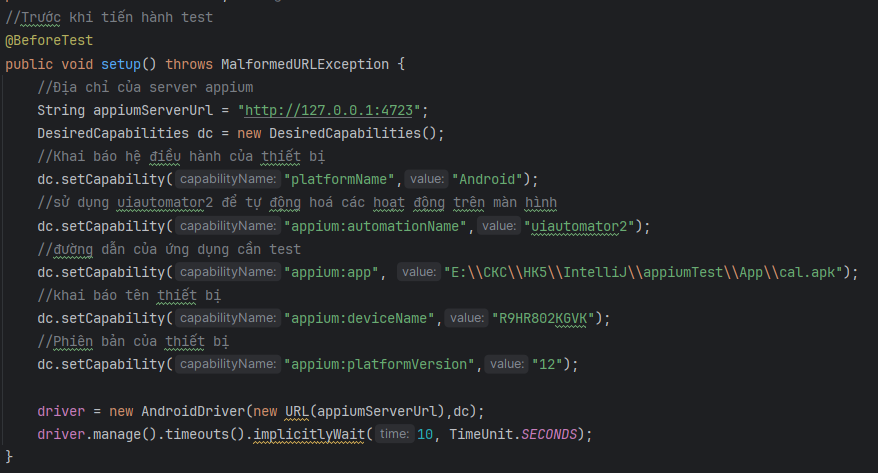 //Trước khi tiến hành test
@BeforeTest
public void setup() throws MalformedURLException {
//Địa chỉ của server appium
String appiumServerUrl = "http://127.0.0.1:4723";
DesiredCapabilities dc = new DesiredCapabilities();
//Khai báo hệ điều hành của thiết bị
dc.setCapability( capabilityName: "platformName", value: "Android");
//sử dụng uiautomator2 để tự động hoá các hoạt động trên màn hình
dc.setCapability( capabilityName: "appium:automationName", value: "uiautomator2");
//đường dẫn của ứng dụng cần test
dc.setCapability( capabilityName: "appium:app", value: "E:\\CKC\\HK5\\IntelliJ\\appiumTest\\App\\cal.apk");
//khai báo tên thiết bị
dc.setCapability( capabilityName: "appium:deviceName", value: "R9HR802KGVK");
//Phiên bản của thiết bị
dc.setCapability( capabilityName: "appium:platformVersion", value: "12");
driver = new AndroidDriver(new URL(appiumServerUrl),dc);
driver.manage().timeouts().implicitlyWait( time: 10, TimeUnit.SECONDS);
}